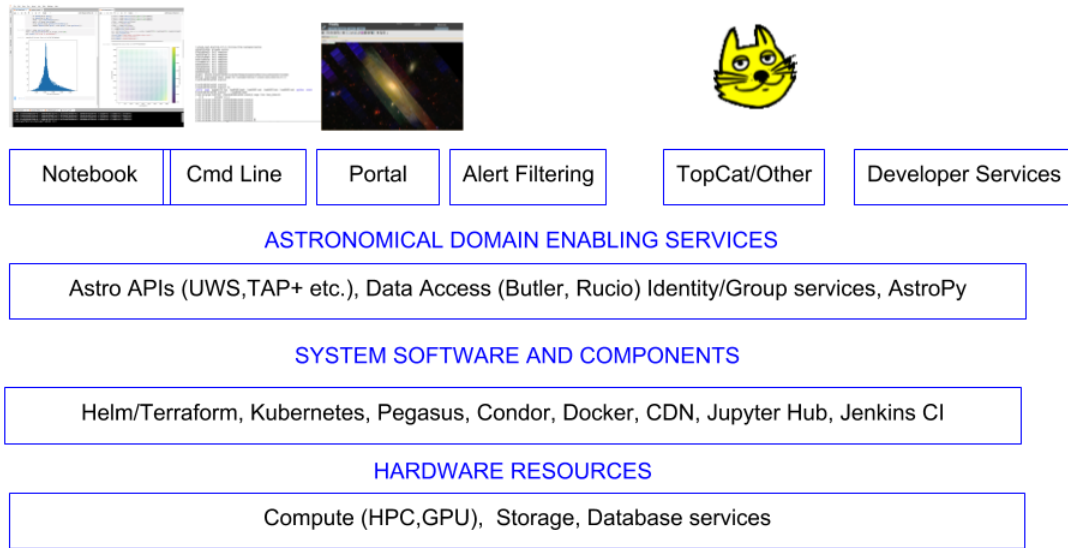 Notebook
Cmd Line
Portal
Alert Filtering
TopCat/Other
Developer Services
ASTRONOMICAL DOMAIN ENABLING SERVICES
Astro APIs (UWS,TAP+ etc.), Data Access (Butler, Rucio) Identity/Group services, AstroPy
SYSTEM SOFTWARE AND COMPONENTS
Helm/Terraform, Kubernetes, Pegasus, Condor, Docker, CDN, Jupyter Hub, Jenkins CI
HARDWARE RESOURCES
Compute (HPC,GPU),  Storage, Database services